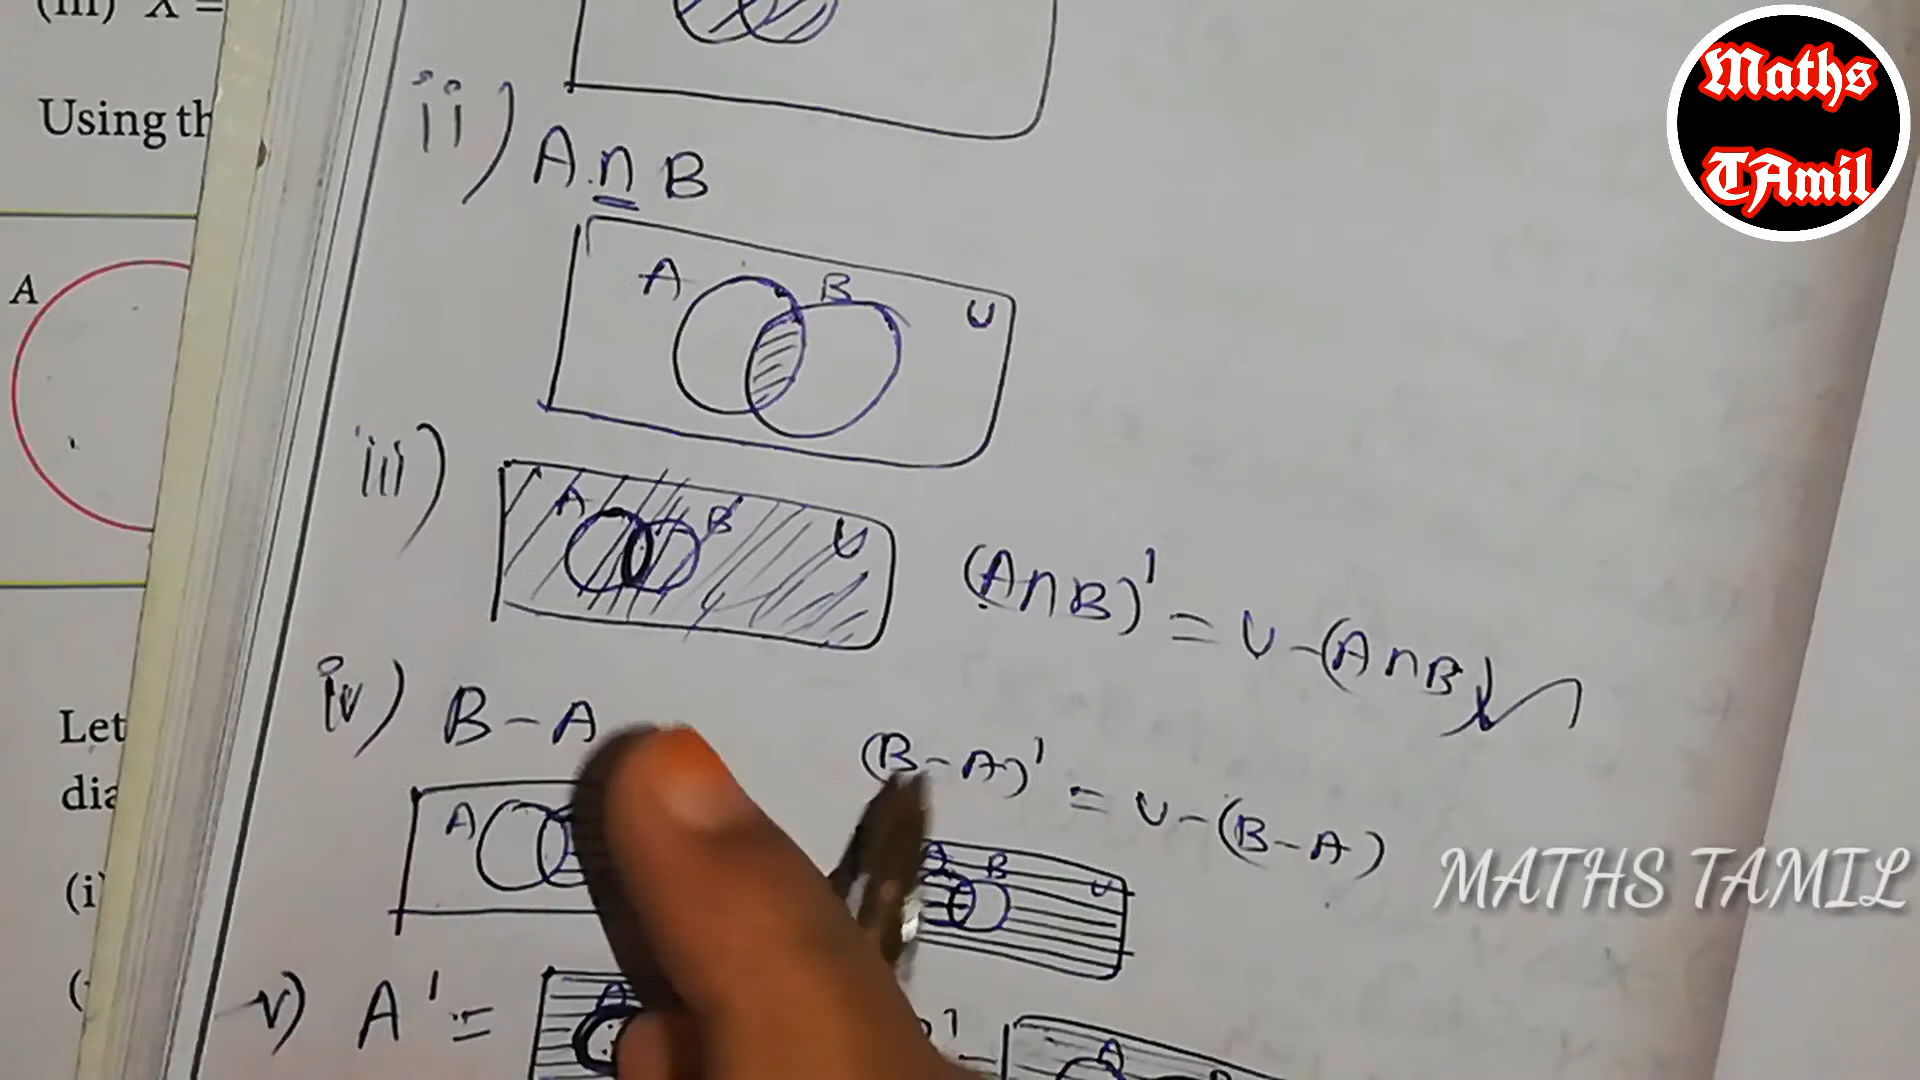 (iii) X =
Using th
A
Let
dia
(i)
(
ii) A ∩ B
A B U
iii) A B U
(A∩B)' = U - (A∩B)
iv) B - A
(B - A)' = U - (B - A)
A
A B U
v) A' =
A
A
Maths
TAmil
MATHS TAMIL